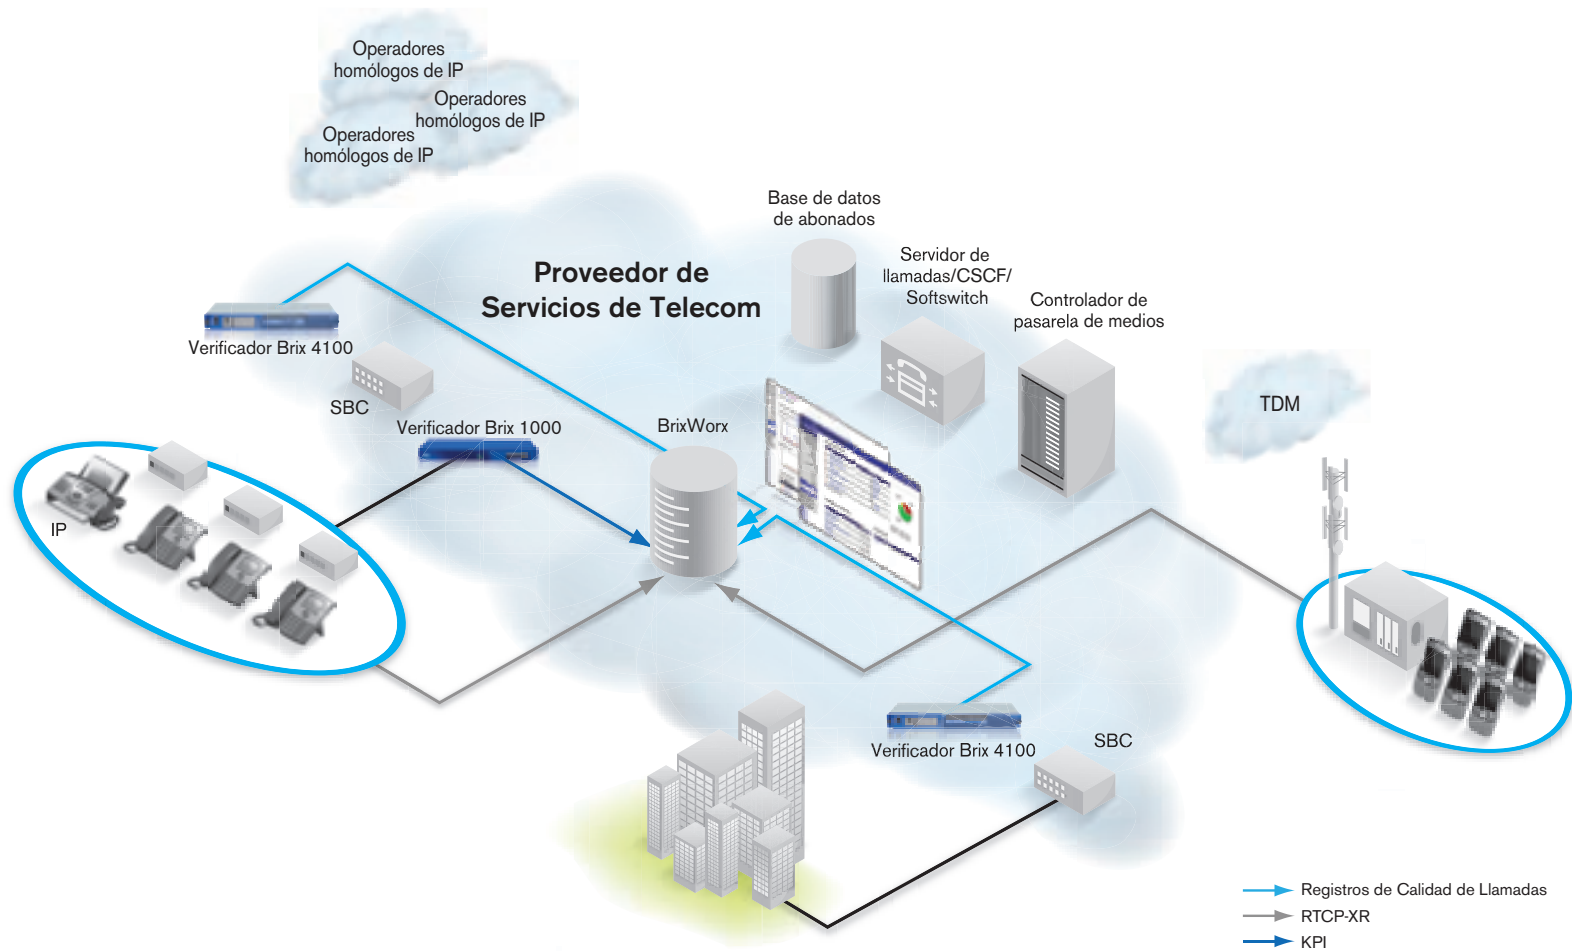 Operadores
homólogos de IP
Operadores
homólogos de IP
Operadores
homólogos de IP
Base de datos
de abonados
Servidor de
llamadas/CSCF/
Softswitch
Controlador de
pasarela de medios
Proveedor de
Servicios de Telecom
Verificador Brix 4100
SBC
Verificador Brix 1000
BrixWorx
TDM
IP
Verificador Brix 4100
SBC
Registros de Calidad de Llamadas
RTCP-XR
KPI